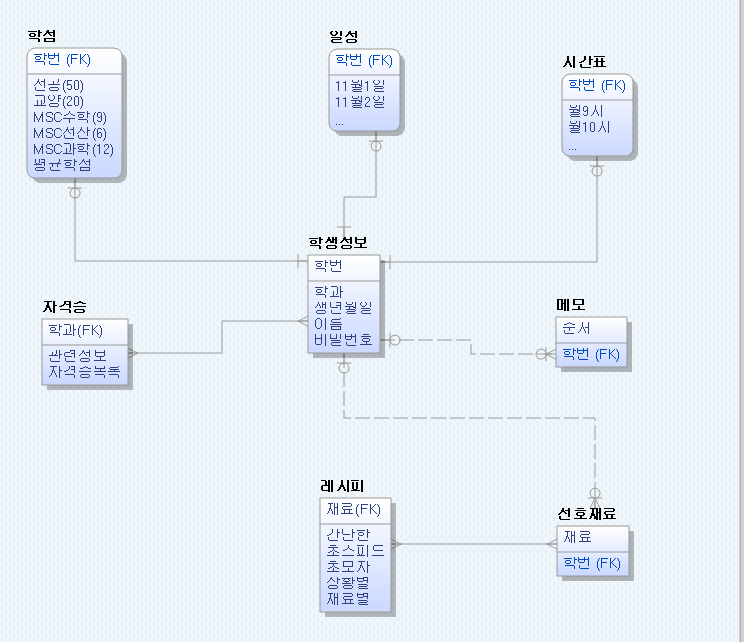 학점
학번 (FK)
전공(50)
교양(20)
MSC수학(9)
MSC전산(6)
MSC과학(12)
평균학점
일정
학번 (FK)
11월1일
11월2일
...
시간표
학번 (FK)
월9시
월10시
...
학생정보
학번
학과
생년월일
이름
비밀번호
자격증
학과(FK)
관련정보
자격증목록
메모
순서
학번 (FK)
레시피
재료(FK)
간단한
초스피드
초모자
상황별
재료별
선호재료
재료
학번 (FK)